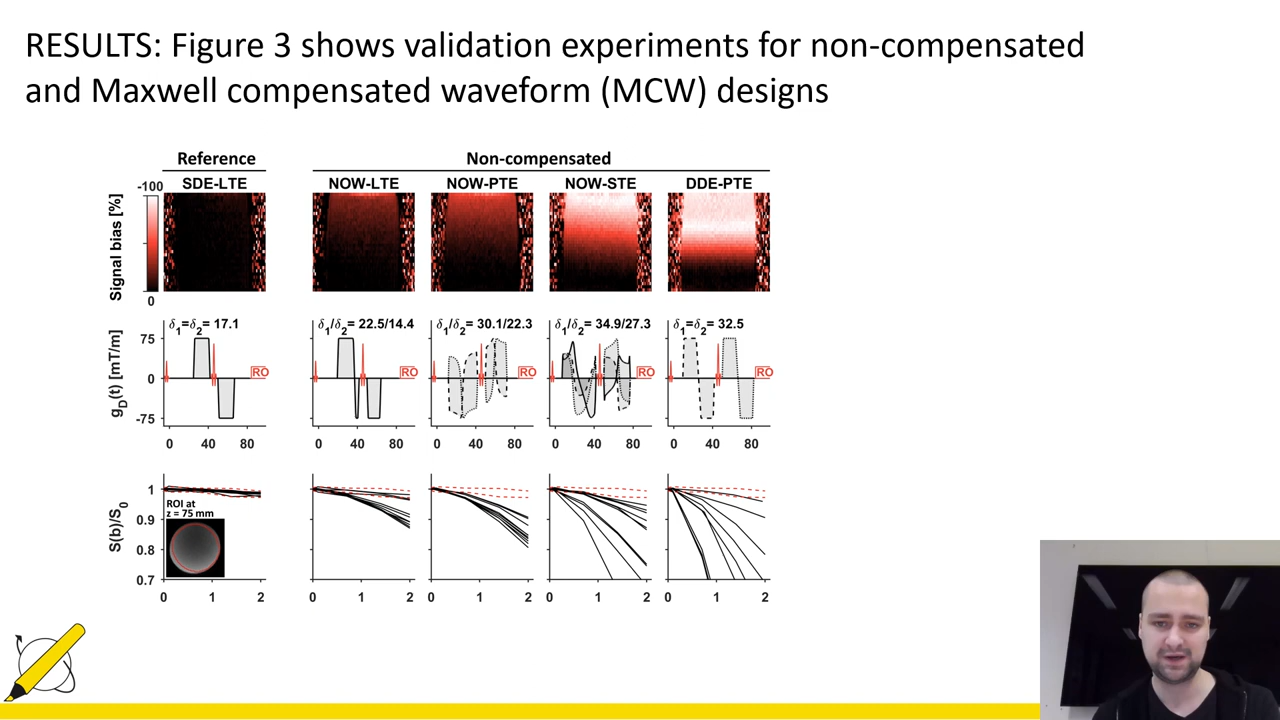 RESULTS: Figure 3 shows validation experiments for non-compensated
and Maxwell compensated waveform (MCW) designs
Reference
Non-compensated
SDE-LTE
NOW-LTE
NOW-PTE
NOW-STE
DDE-PTE
-100
Signal bias [%]
0
δ1=δ2= 17.1
δ1/δ2= 22.5/14.4
δ1/δ2= 30.1/22.3
δ1/δ2= 34.9/27.3
δ1=δ2= 32.5
gD(t) [mT/m]
75
0
-75
RO
RO
RO
RO
RO
0 40 80
0 40 80
0 40 80
0 40 80
0 40 80
S(b)/S0
1
0.9
0.8
0.7
ROI at
z = 75 mm
0 1 2
0 1 2
0 1 2
0 1 2
0 1 2